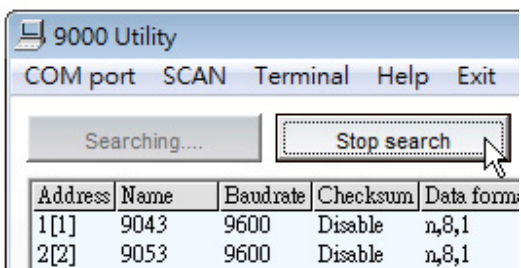 9000 Utility
COM port SCAN Terminal Help Exit
Searching.... Stop search
Address Name Baudrate Checksum Data
1[1] 9043 9600 Disable n,8,1
2[2] 9053 9600 Disable n,8,1